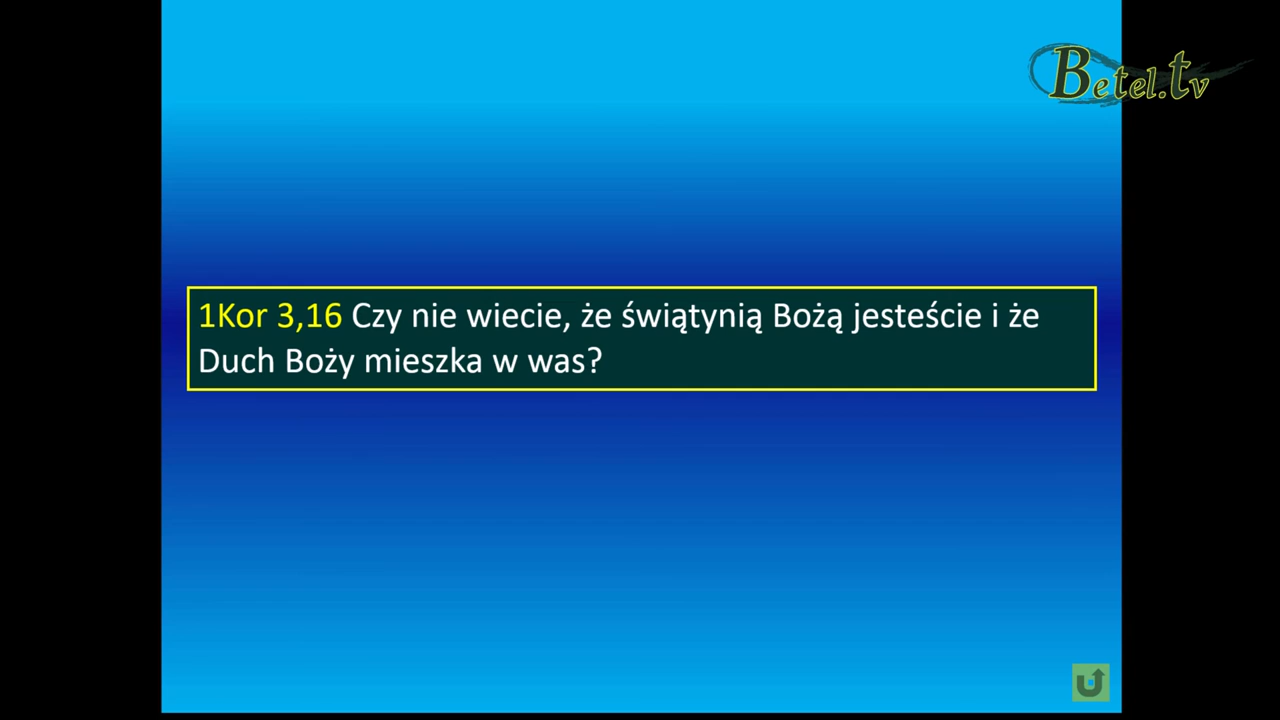 Betel.tv
1Kor 3,16 Czy nie wiecie, że świątynią Bożą jesteście i że
Duch Boży mieszka w was?